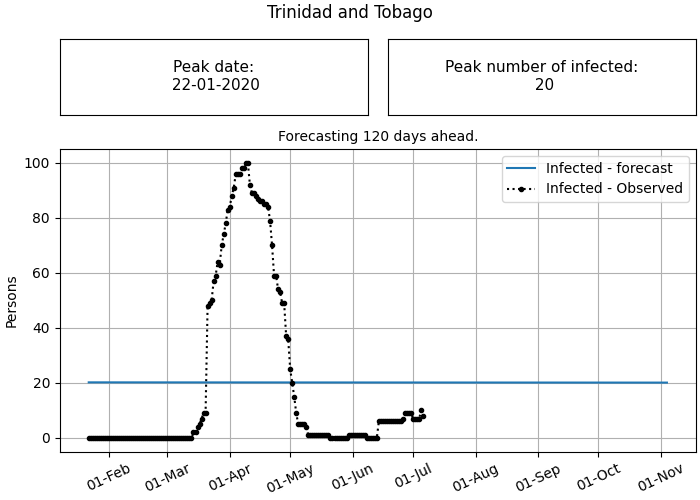 Trinidad and Tobago
Peak date:
22-01-2020
Peak number of infected:
20
Forecasting 120 days ahead.
Infected - forecast
Infected - Observed
Persons
100
80
60
40
20
0
01-Feb
01-Mar
01-Apr
01-May
01-Jun
01-Jul
01-Aug
01-Sep
01-Oct
01-Nov